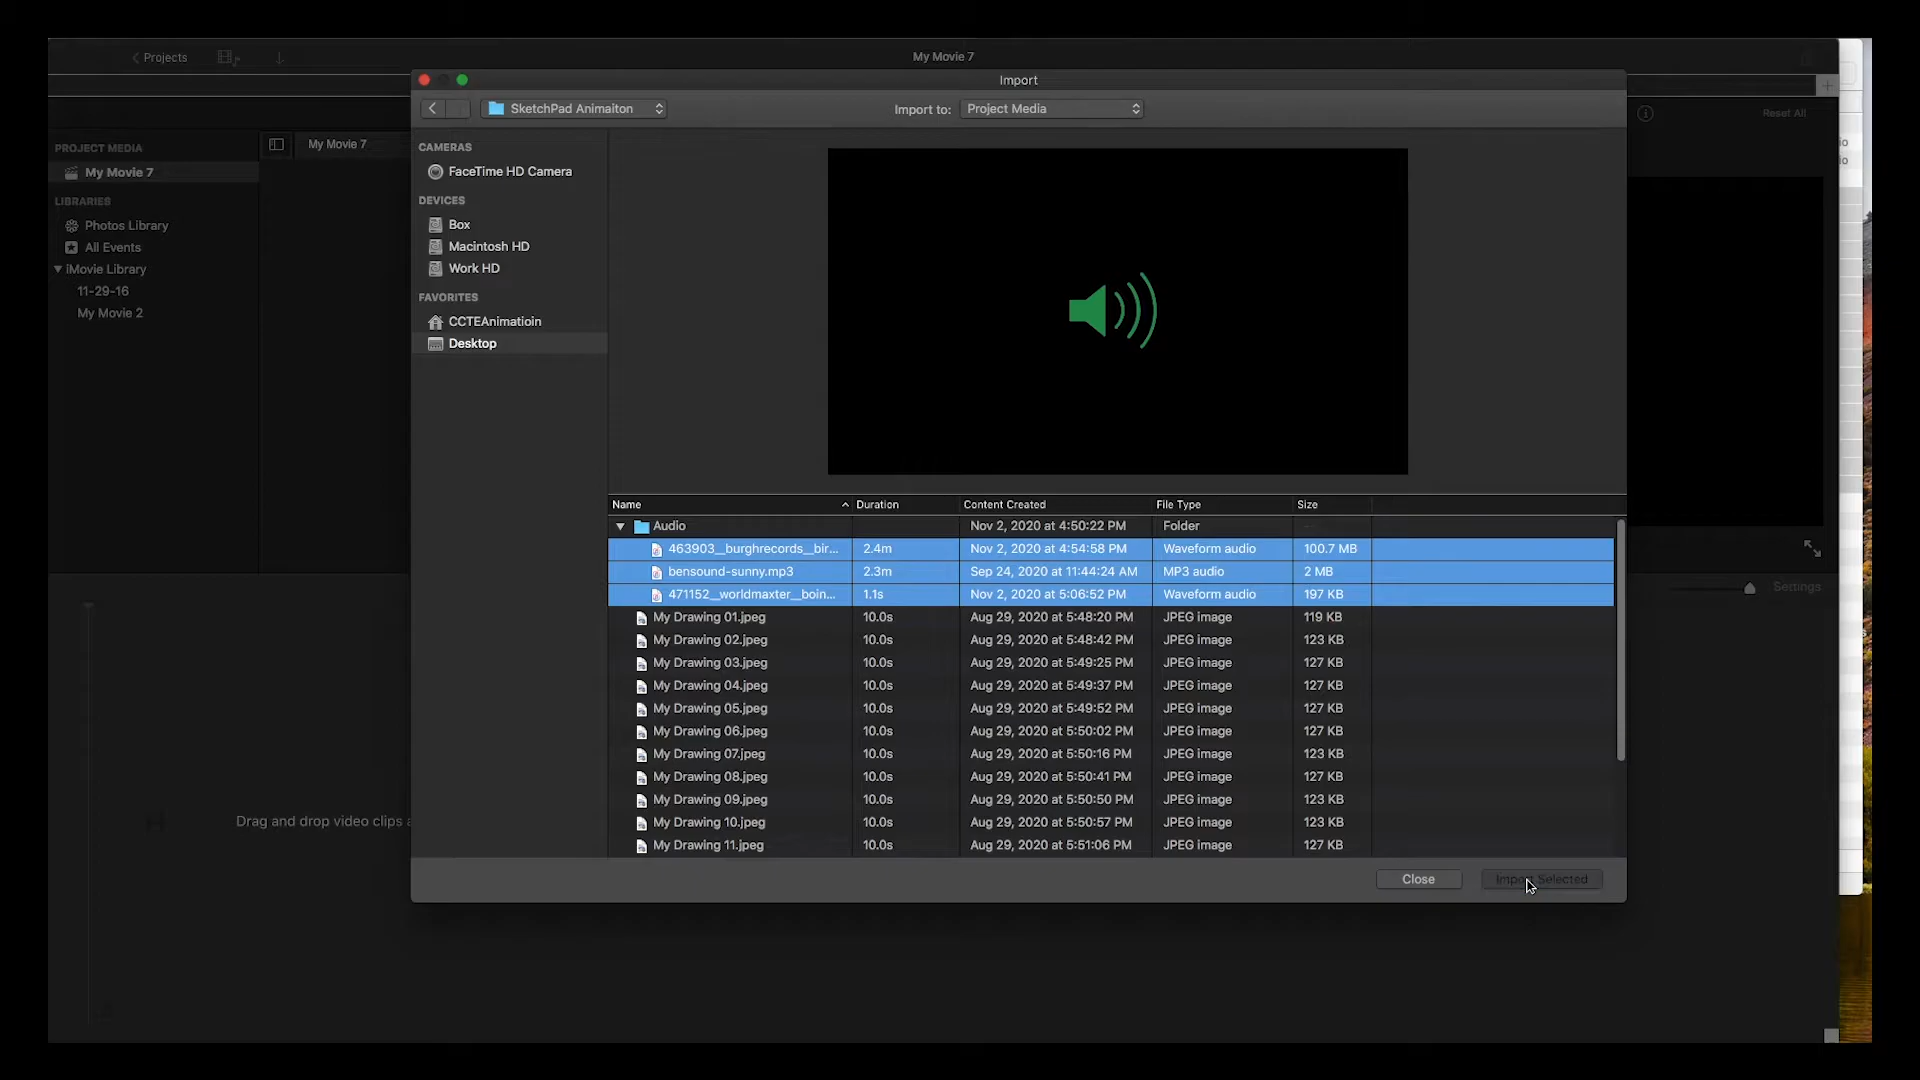 Projects
My Movie 7
Import
SketchPad Animaiton
Import to:
Project Media
Reset All
PROJECT MEDIA
My Movie 7
LIBRARIES
Photos Library
All Events
iMovie Library
11-29-16
My Movie 2
My Movie 7
CAMERAS
FaceTime HD Camera
DEVICES
Box
Macintosh HD
Work HD
FAVORITES
CCTEAnimatioin
Desktop
Name Duration Content Created File Type Size
Audio Nov 2, 2020 at 4:50:22 PM Folder --
463903__burghrecords__bir... 2.4m Nov 2, 2020 at 4:54:58 PM Waveform audio 100.7 MB
bensound-sunny.mp3 2.3m Sep 24, 2020 at 11:44:24 AM MP3 audio 2 MB
471152__worldmaxter__boin... 1.1s Nov 2, 2020 at 5:06:52 PM Waveform audio 197 KB
My Drawing 01.jpeg 10.0s Aug 29, 2020 at 5:48:20 PM JPEG image 119 KB
My Drawing 02.jpeg 10.0s Aug 29, 2020 at 5:48:42 PM JPEG image 123 KB
My Drawing 03.jpeg 10.0s Aug 29, 2020 at 5:49:25 PM JPEG image 127 KB
My Drawing 04.jpeg 10.0s Aug 29, 2020 at 5:49:37 PM JPEG image 127 KB
My Drawing 05.jpeg 10.0s Aug 29, 2020 at 5:49:52 PM JPEG image 127 KB
My Drawing 06.jpeg 10.0s Aug 29, 2020 at 5:50:02 PM JPEG image 127 KB
My Drawing 07.jpeg 10.0s Aug 29, 2020 at 5:50:16 PM JPEG image 123 KB
My Drawing 08.jpeg 10.0s Aug 29, 2020 at 5:50:41 PM JPEG image 127 KB
My Drawing 09.jpeg 10.0s Aug 29, 2020 at 5:50:50 PM JPEG image 123 KB
My Drawing 10.jpeg 10.0s Aug 29, 2020 at 5:50:57 PM JPEG image 123 KB
My Drawing 11.jpeg 10.0s Aug 29, 2020 at 5:51:06 PM JPEG image 127 KB
Settings
Drag and drop video clips
Close
Import Selected